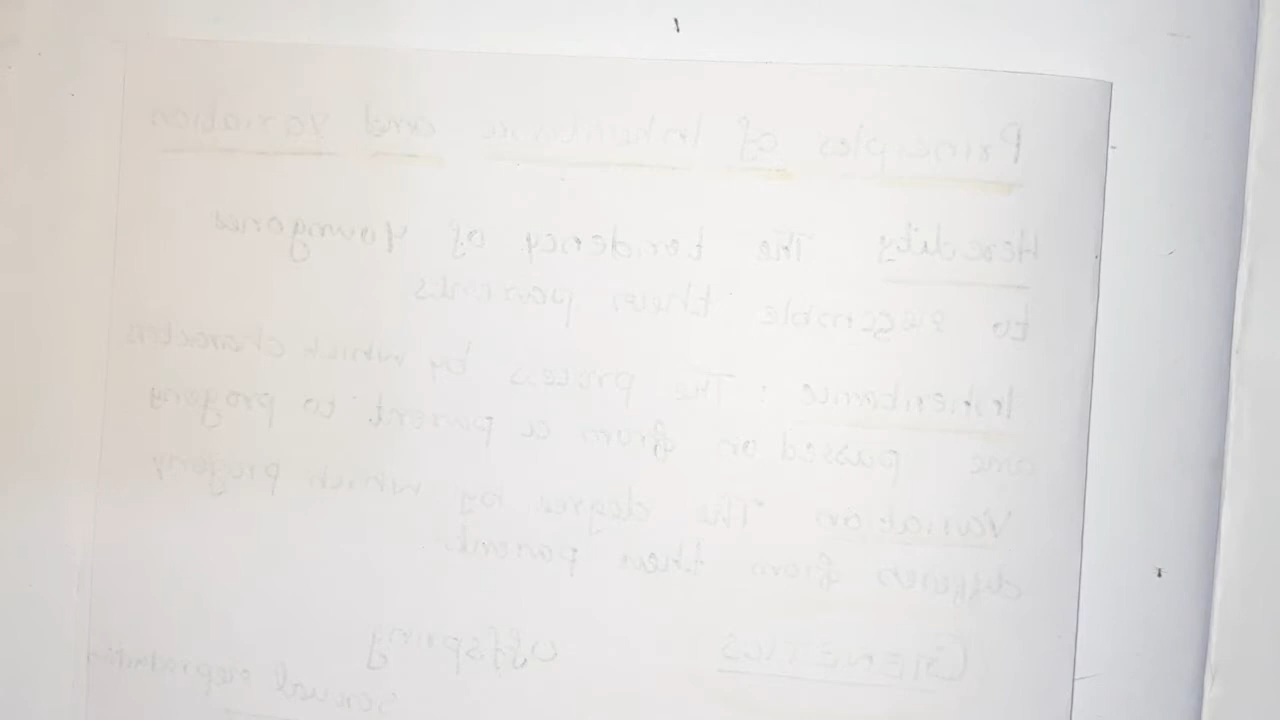 Principles of Inheritance and Variation
Heredity The tendency of youngones
to resemble their parents
Inheritance : The process by which characters
are passed on from a parent to progeny
Variation The degree by which progeny
differs from their parent
GENETICS offspring
sexual reproduction